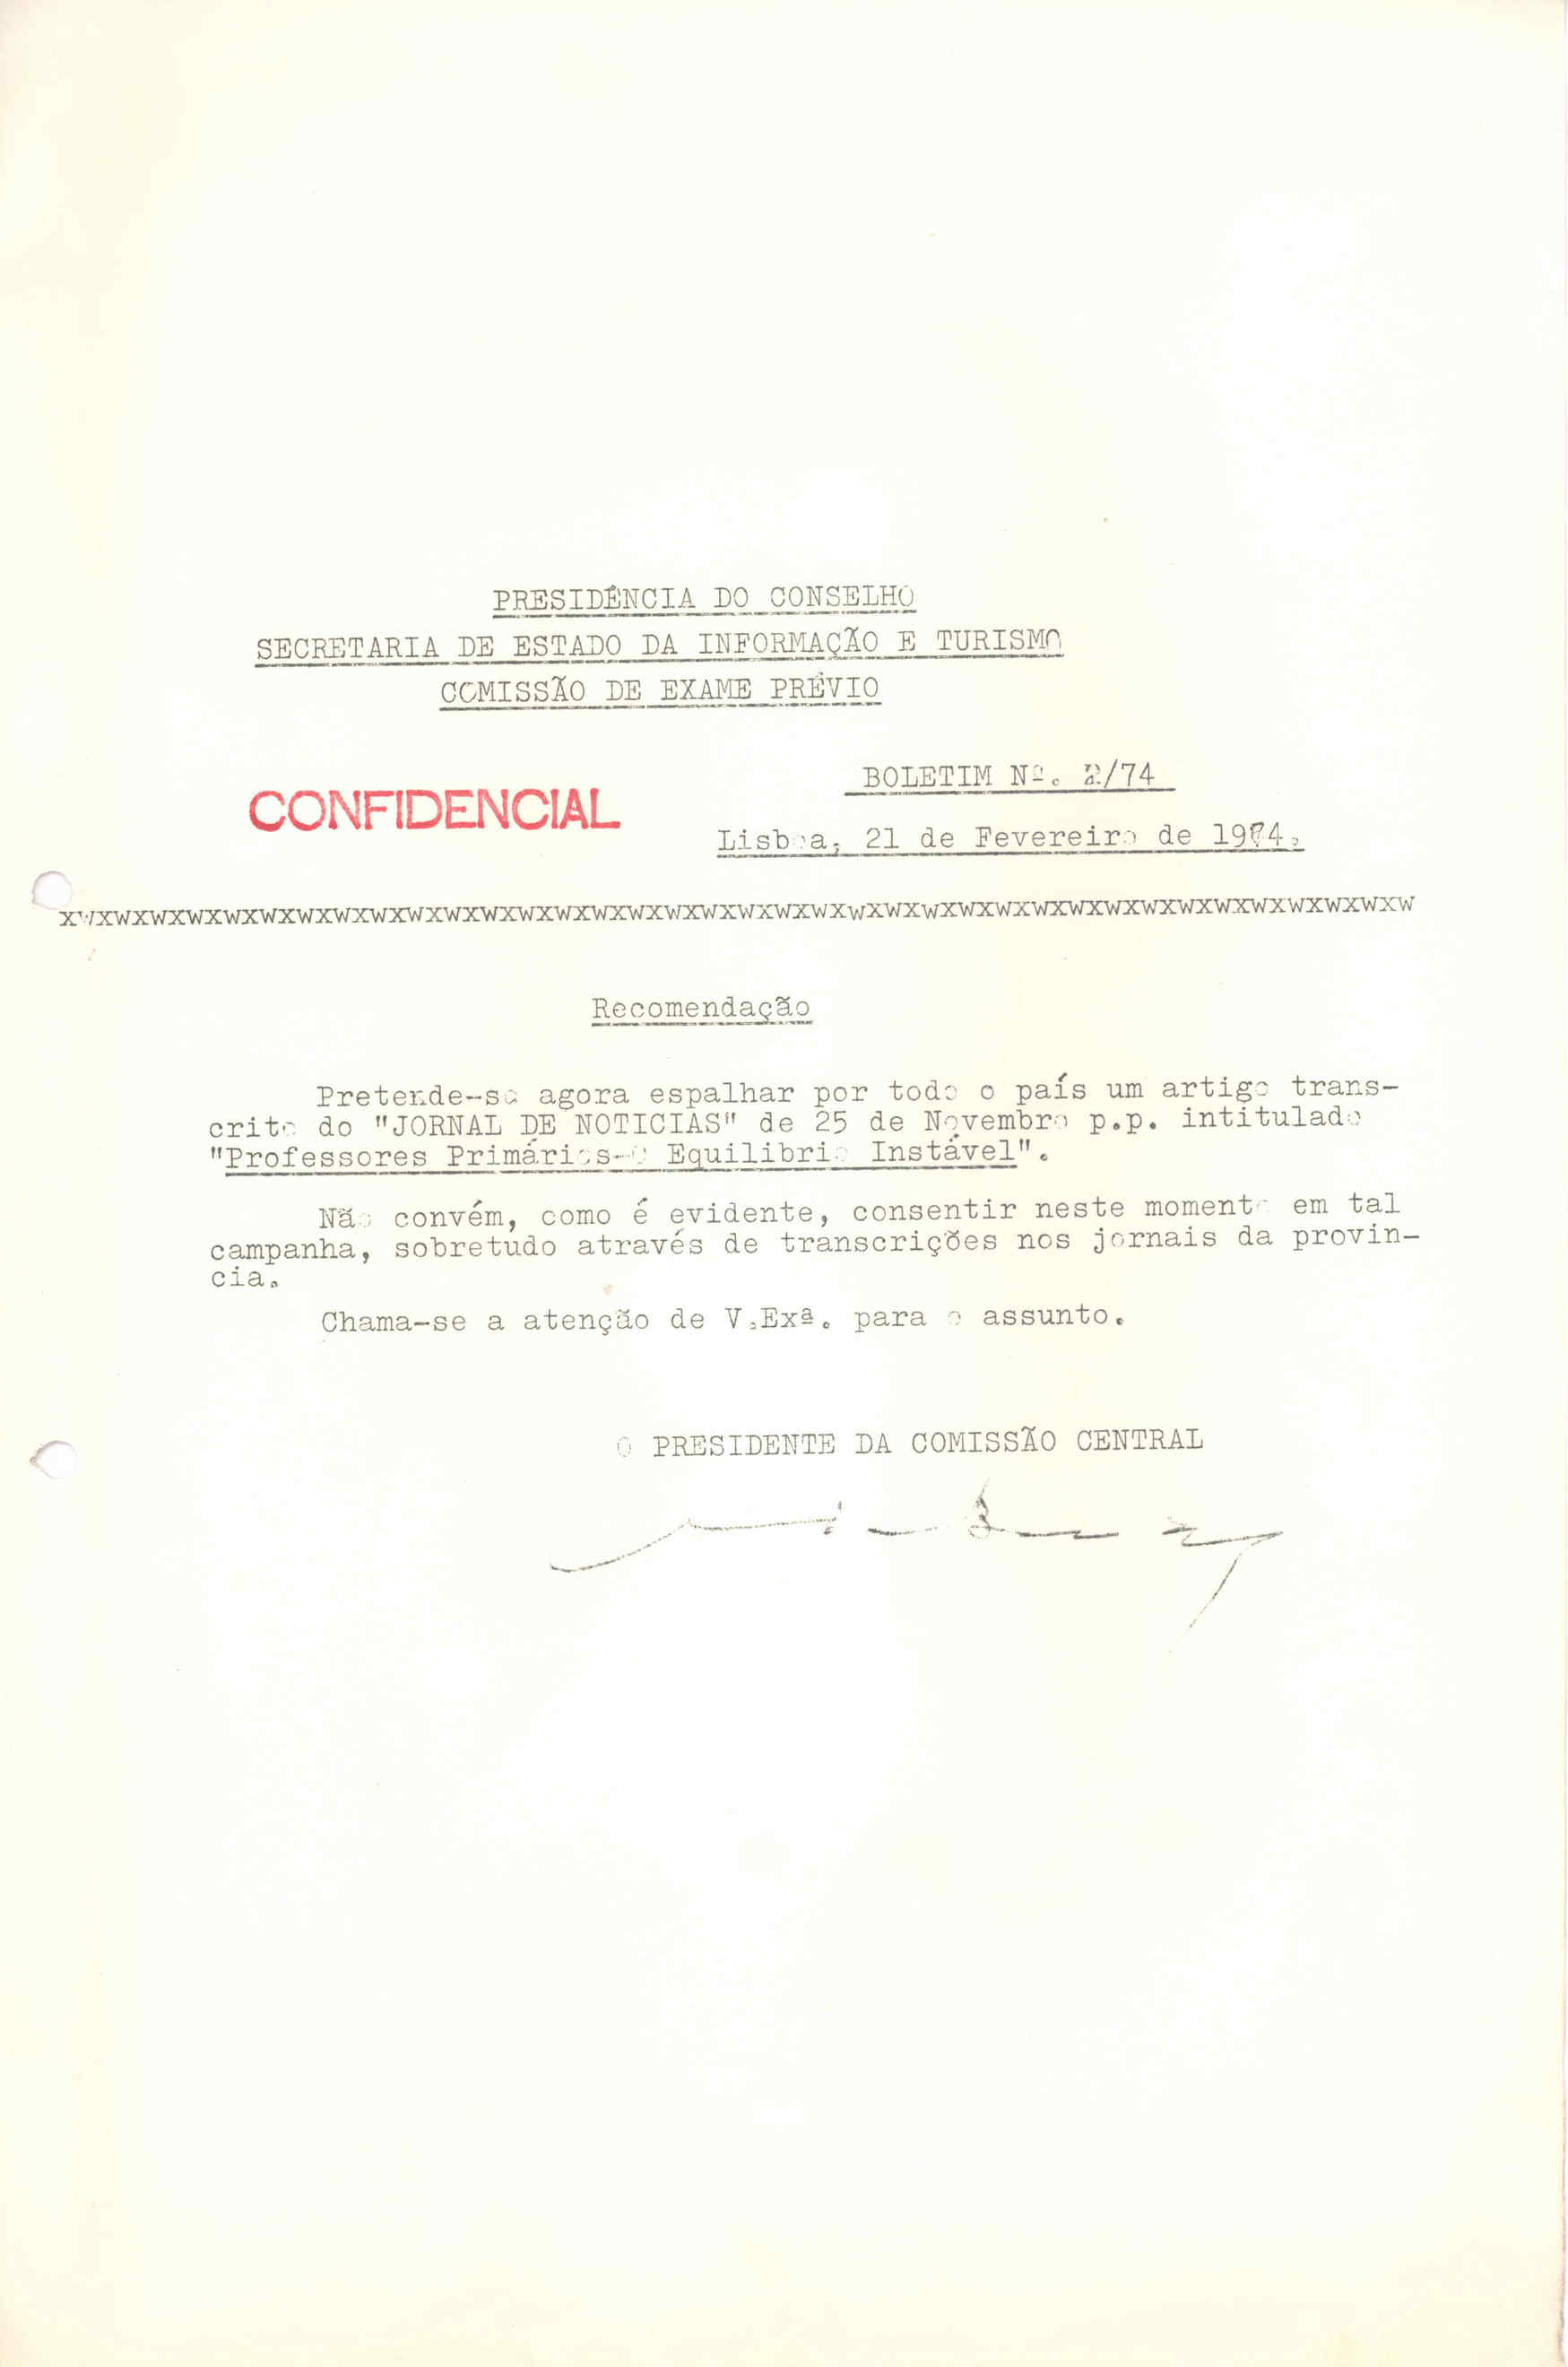 PRESIDÊNCIA DO CONSELHO
SECRETARIA DE ESTADO DA INFORMAÇÃO E TURISMO
COMISSÃO DE EXAME PRÉVIO
BOLETIM Nº. 2/74
CONFIDENCIAL
Lisboa, 21 de Fevereiro de 1974.
XWXWXWXWXWXWXWXWXWXWXWXWXWXWXWXWXWXWXWXWXWXwXWXWXWXWXWXWXWXWXWXWXWXWXWXWXW
Recomendação
Pretende-se agora espalhar por todo o país um artigo trans-
crito do "JORNAL DE NOTICIAS" de 25 de Novembro p.p. intitulado
"Professores Primários-O Equilibrio Instável".
Não convém, como é evidente, consentir neste momento em tal
campanha, sobretudo através de transcrições nos jornais da provin-
cia.
Chama-se a atenção de V.Exª. para o assunto.
O PRESIDENTE DA COMISSÃO CENTRAL